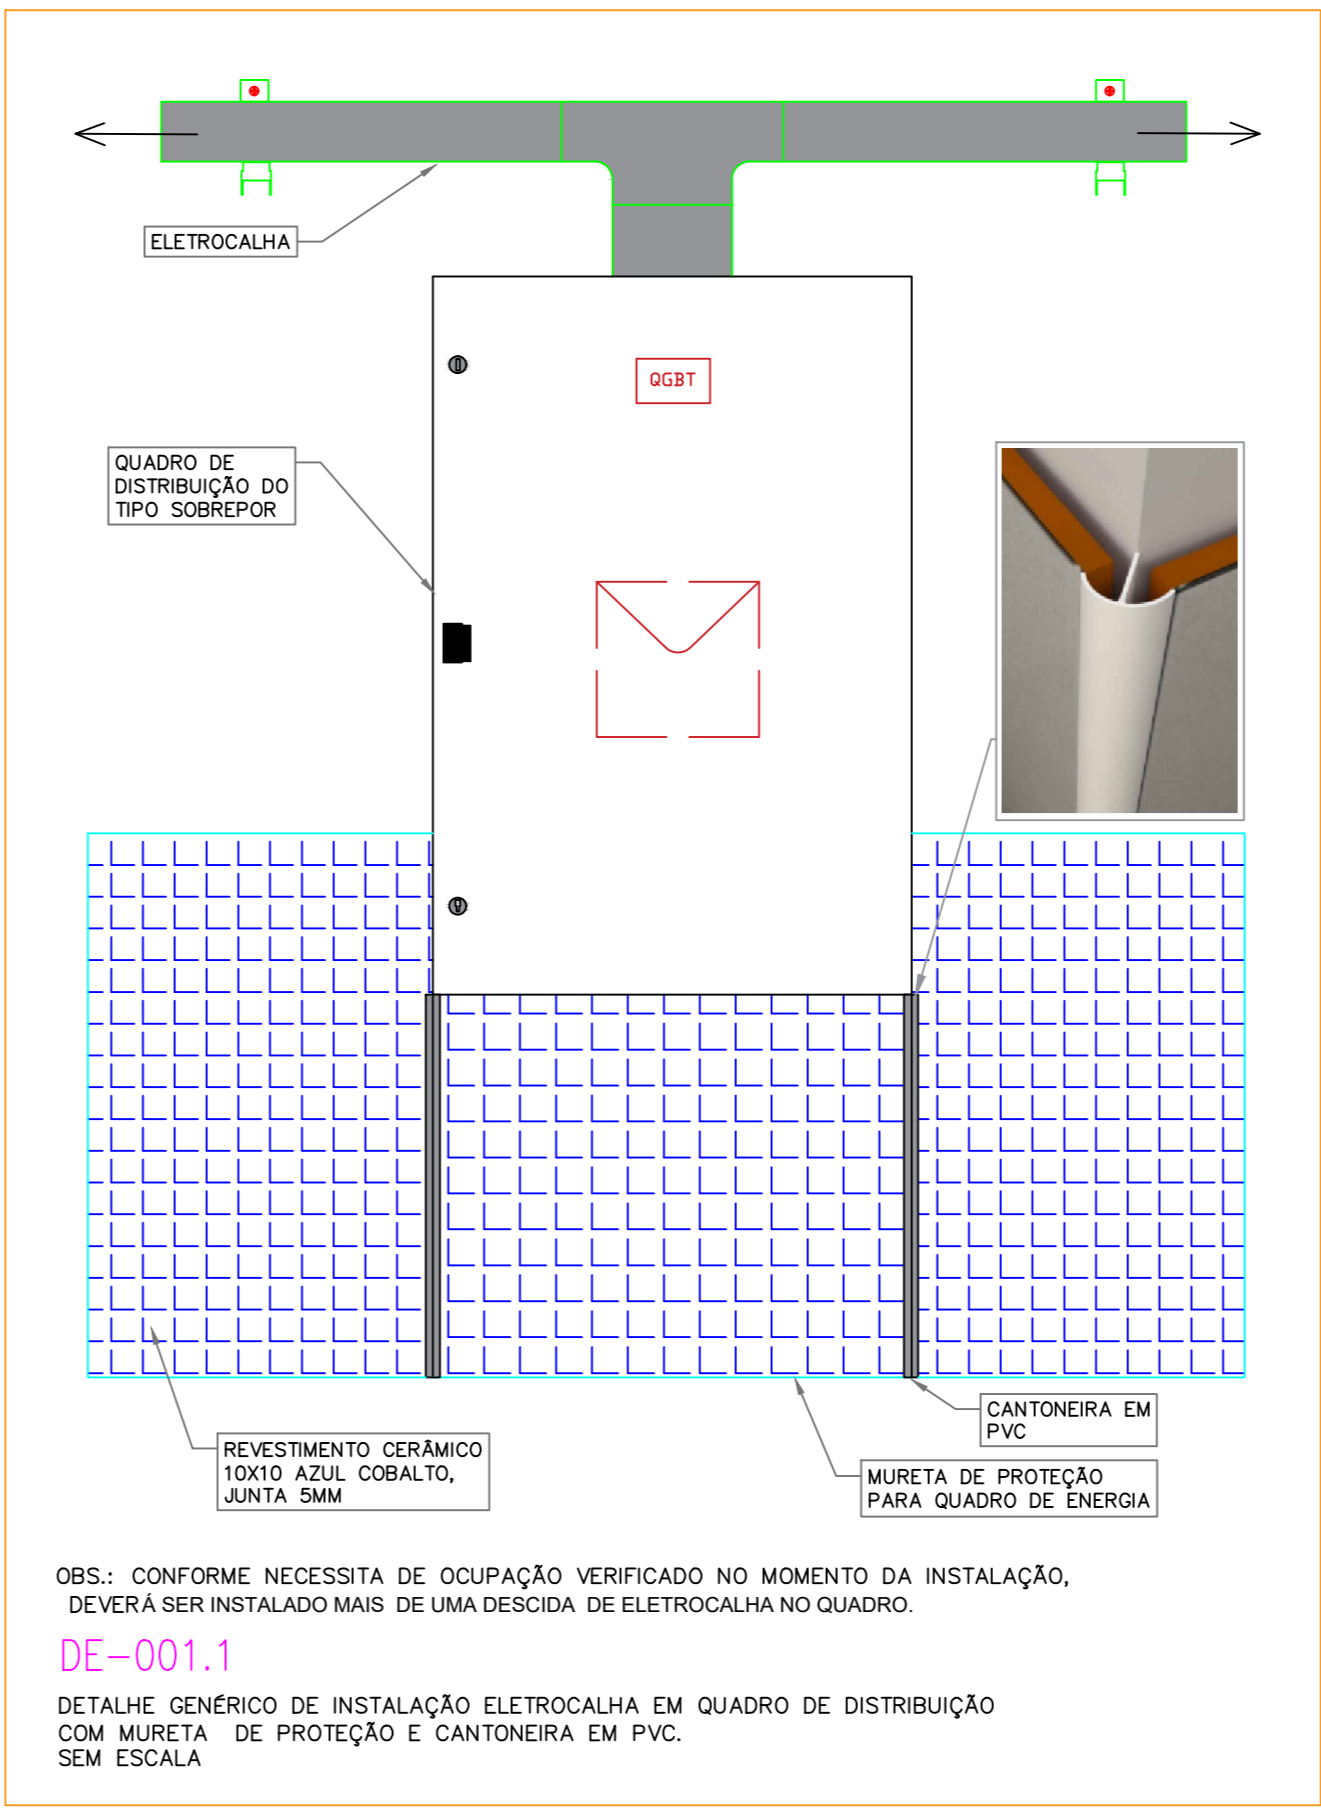 ELETROCALHA
QGBT
QUADRO DE
DISTRIBUIÇÃO DO
TIPO SOBREPOR
CANTONEIRA EM
PVC
REVESTIMENTO CERÂMICO
10X10 AZUL COBALTO,
JUNTA 5MM
MURETA DE PROTEÇÃO
PARA QUADRO DE ENERGIA
OBS.: CONFORME NECESSITA DE OCUPAÇÃO VERIFICADO NO MOMENTO DA INSTALAÇÃO,
DEVERÁ SER INSTALADO MAIS DE UMA DESCIDA DE ELETROCALHA NO QUADRO.
DE-001.1
DETALHE GENÉRICO DE INSTALAÇÃO ELETROCALHA EM QUADRO DE DISTRIBUIÇÃO
COM MURETA DE PROTEÇÃO E CANTONEIRA EM PVC.
SEM ESCALA